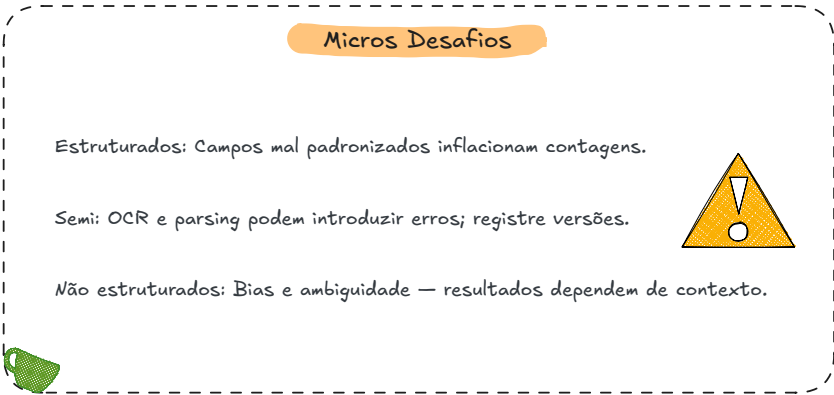 Micros Desafios
Estruturados: Campos mal padronizados inflacionam contagens.
Semi: OCR e parsing podem introduzir erros; registre versões.
Não estruturados: Bias e ambiguidade — resultados dependem de contexto.